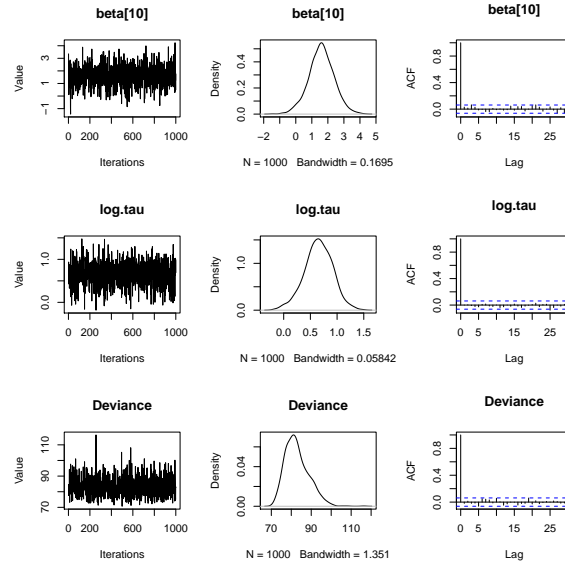 beta[10]
beta[10]
beta[10]
Value
−1
1
3
0
200
600
1000
Iterations
Density
0.0
0.2
0.4
−2
−1
0
1
2
3
4
5
N = 1000 Bandwidth = 0.1695
ACF
0.0
0.4
0.8
0
5
15
25
Lag
log.tau
log.tau
log.tau
Value
0.0
1.0
0
200
600
1000
Iterations
Density
0.0
1.0
0.0
0.5
1.0
1.5
N = 1000 Bandwidth = 0.05842
ACF
0.0
0.4
0.8
0
5
15
25
Lag
Deviance
Deviance
Deviance
Value
70
90
110
0
200
600
1000
Iterations
Density
0.00
0.04
70
90
110
N = 1000 Bandwidth = 1.351
ACF
0.0
0.4
0.8
0
5
15
25
Lag